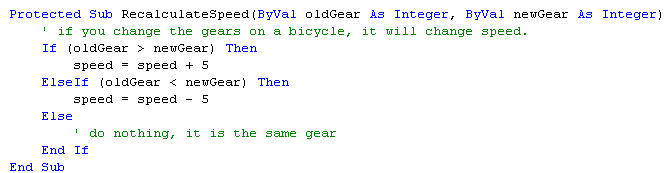 Protected Sub RecalculateSpeed(ByVal oldGear As Integer, ByVal newGear As Integer)
    ' if you change the gears on a bicycle, it will change speed.
    If (oldGear > newGear) Then
        speed = speed + 5
    ElseIf (oldGear < newGear) Then
        speed = speed - 5
    Else
        ' do nothing, it is the same gear
    End If
End Sub